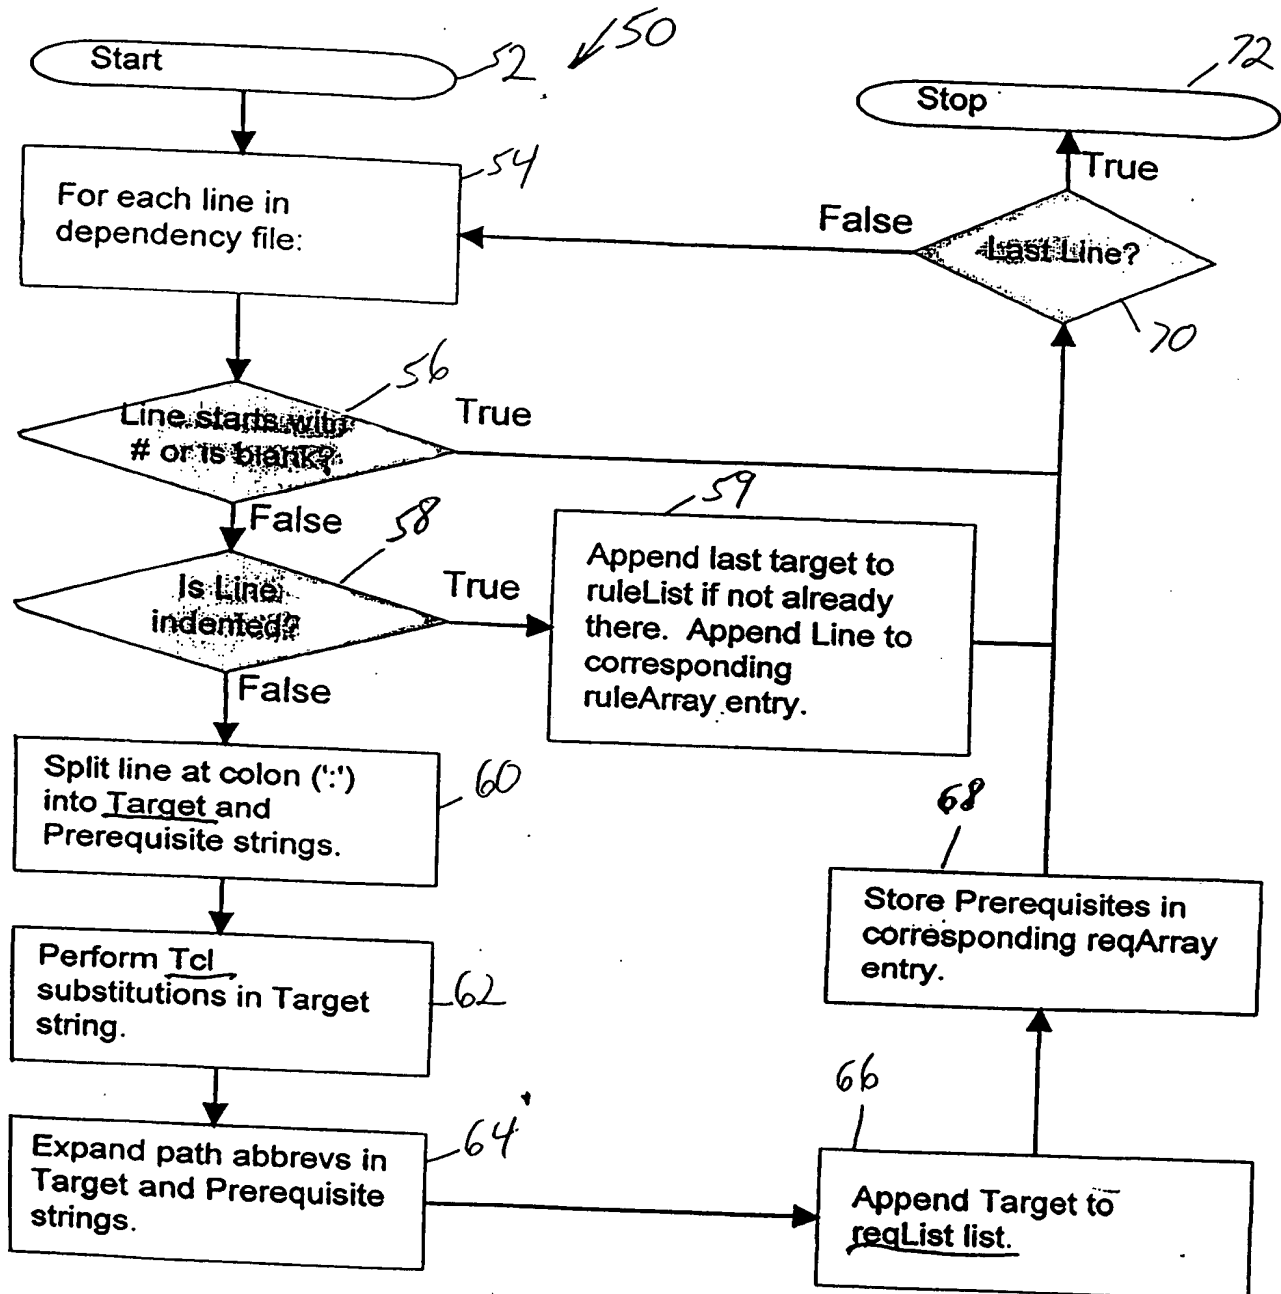 Start
52
50
72
Stop
True
54
For each line in
dependency file:
False
Last Line?
70
56
Line starts with
# or is blank?
True
False
58
59
Is Line
indented?
True
Append last target to
ruleList if not already
there. Append Line to
corresponding
ruleArray entry.
False
Split line at colon (':')
into Target and
Prerequisite strings.
60
68
Store Prerequisites in
corresponding reqArray
entry.
Perform Tcl
substitutions in Target
string.
62
66
Expand path abbrevs in
Target and Prerequisite
strings.
64
Append Target to
reqList list.